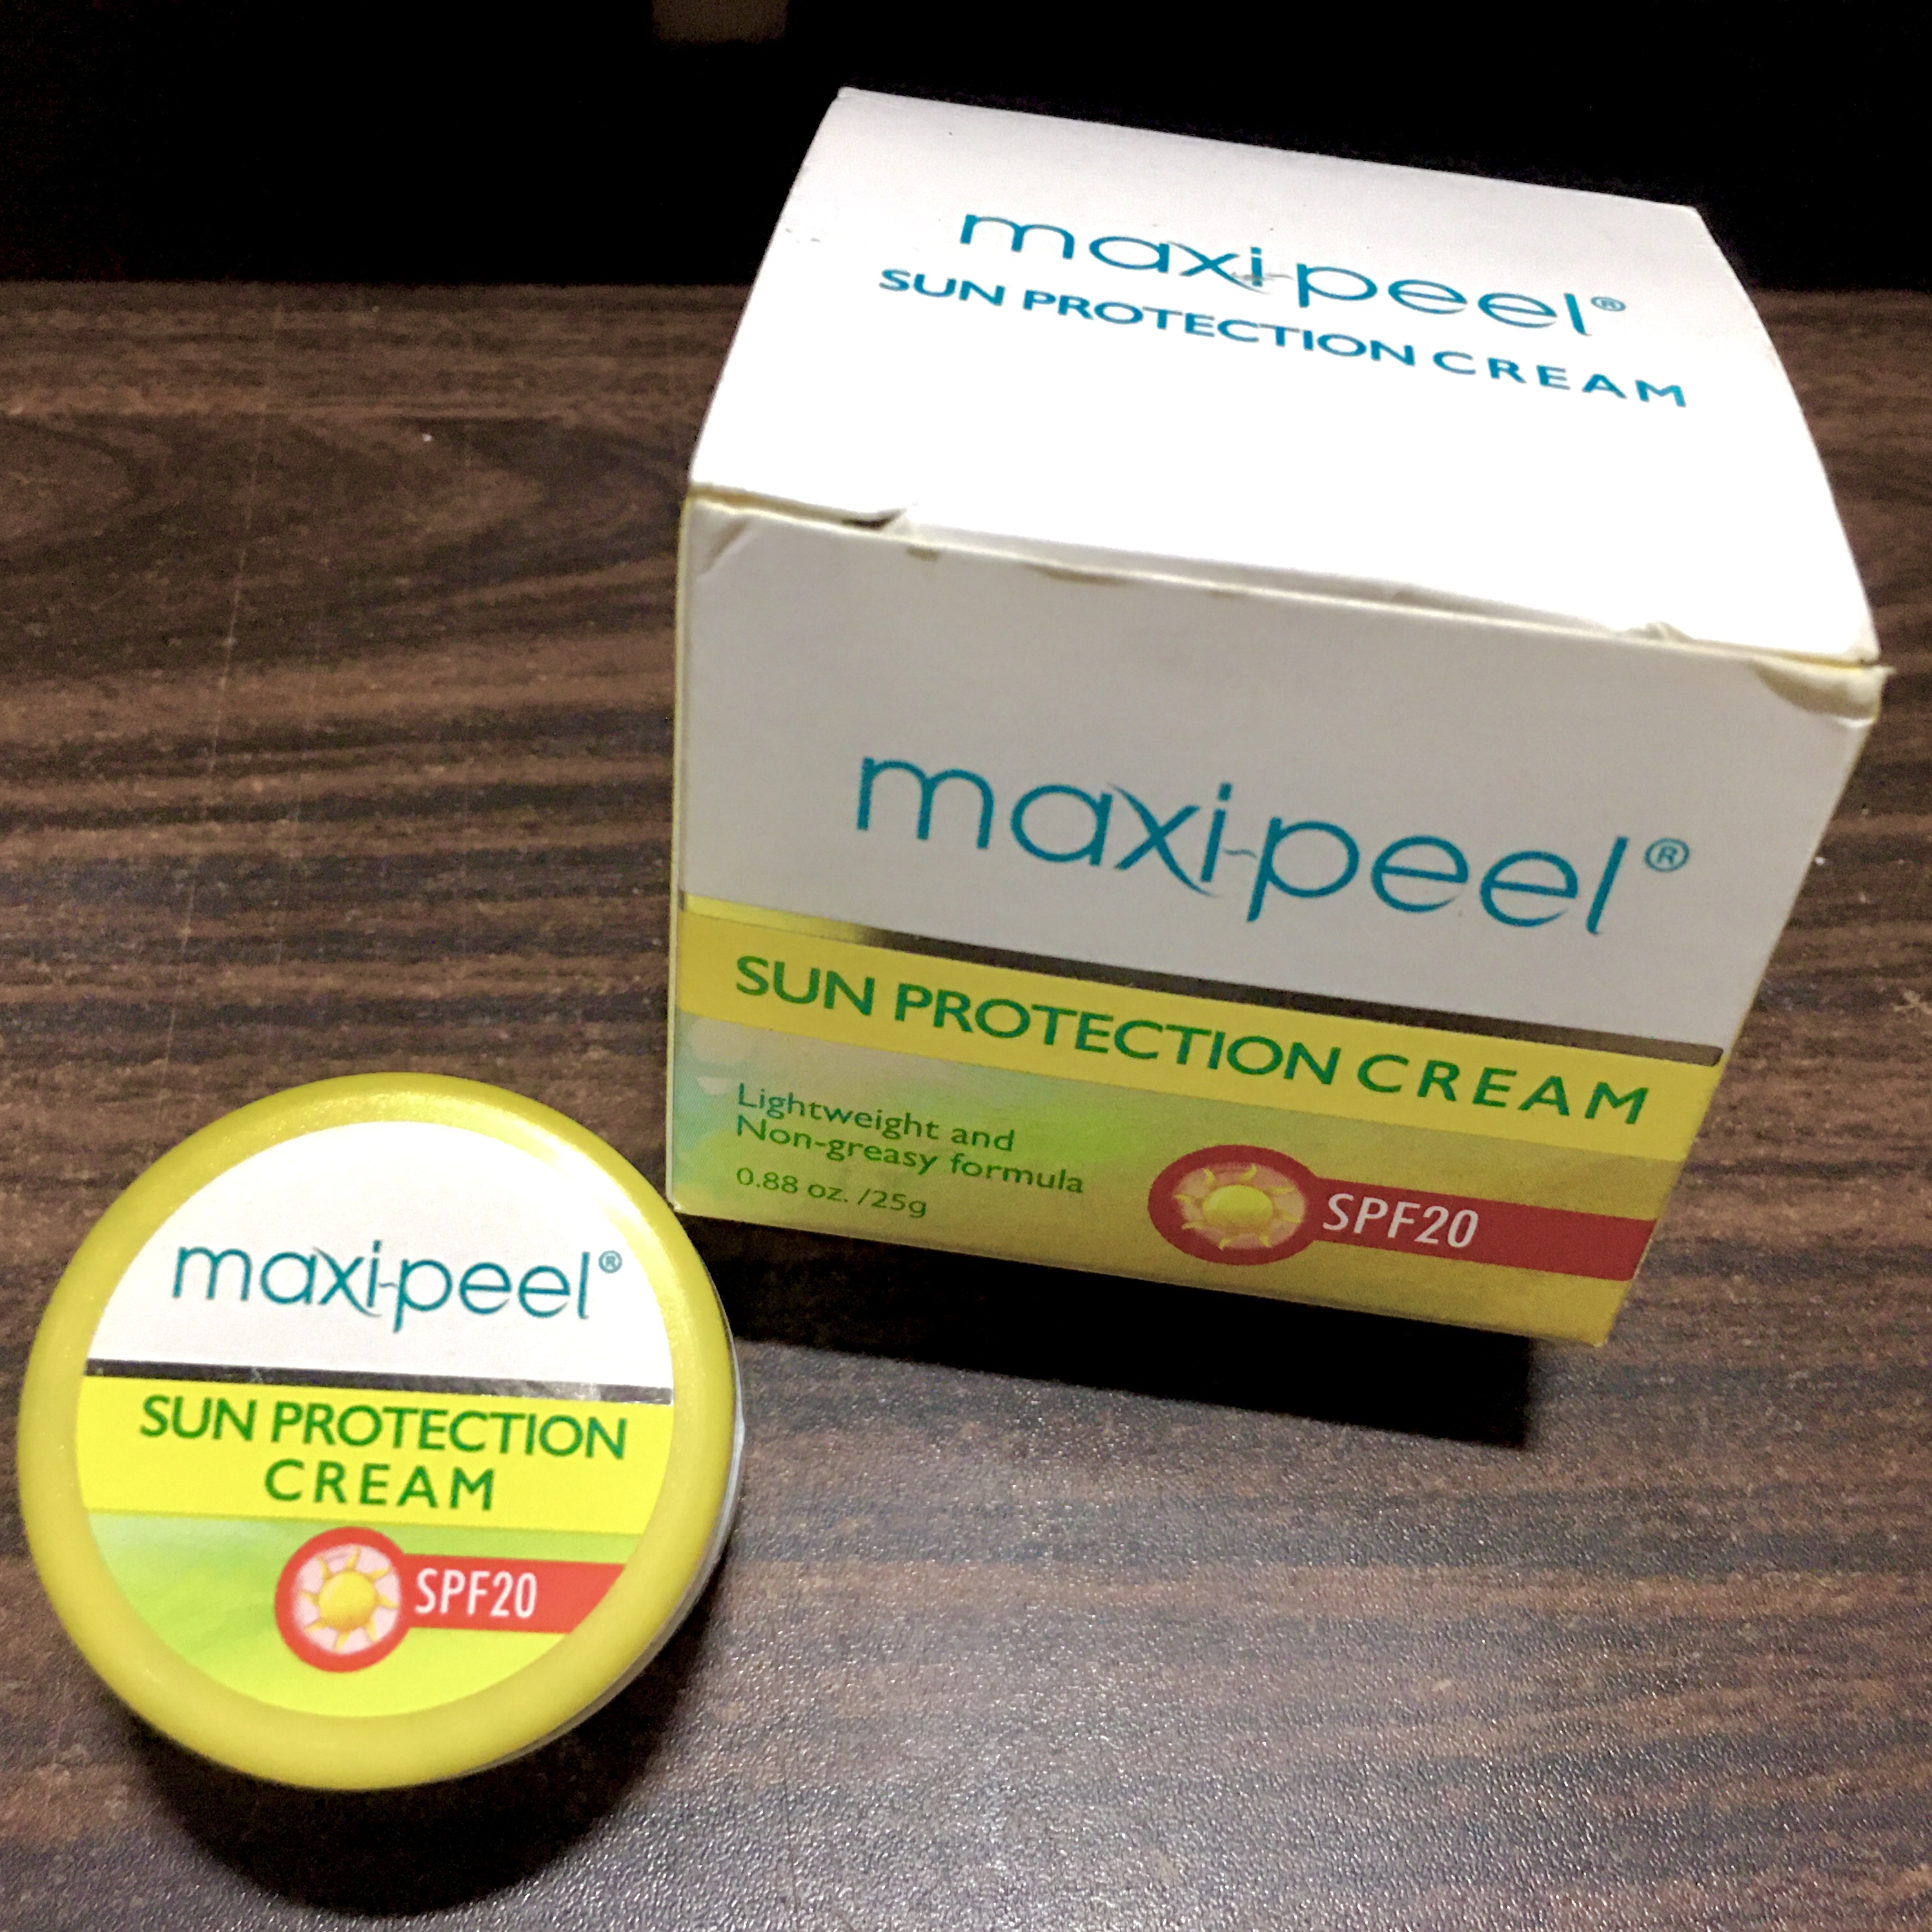 maxi-peel®
SUN PROTECTION CREAM
maxi-peel®
SUN PROTECTION CREAM
Lightweight and
Non-greasy formula
0.88 oz. /25g
SPF20
maxi-peel®
SUN PROTECTION
CREAM
SPF20